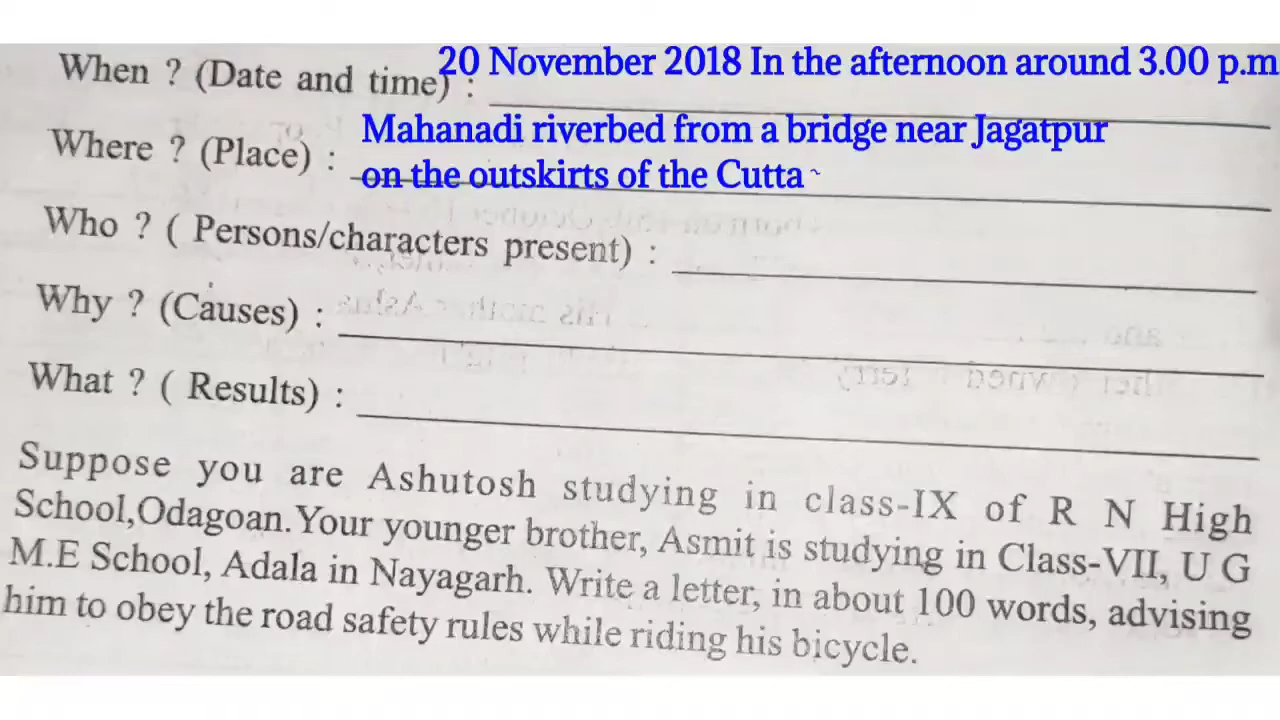 When ? (Date and time) : 20 November 2018 In the afternoon around 3.00 p.m
Where ? (Place) : Mahanadi riverbed from a bridge near Jagatpur
on the outskirts of the Cutta
Who ? ( Persons/characters present) :
Why ? (Causes) :
What ? ( Results) :
Suppose you are Ashutosh studying in class-IX of R N High
School,Odagoan. Your younger brother, Asmit is studying in Class-VII, U G
M.E School, Adala in Nayagarh. Write a letter, in about 100 words, advising
him to obey the road safety rules while riding his bicycle.